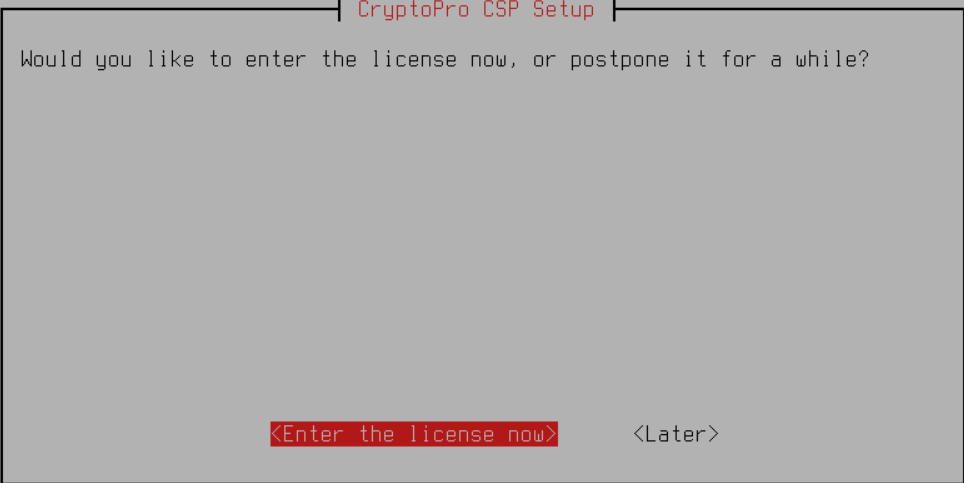 CryptoPro CSP Setup
Would you like to enter the license now, or postpone it for a while?
<Enter the license now> <Later>